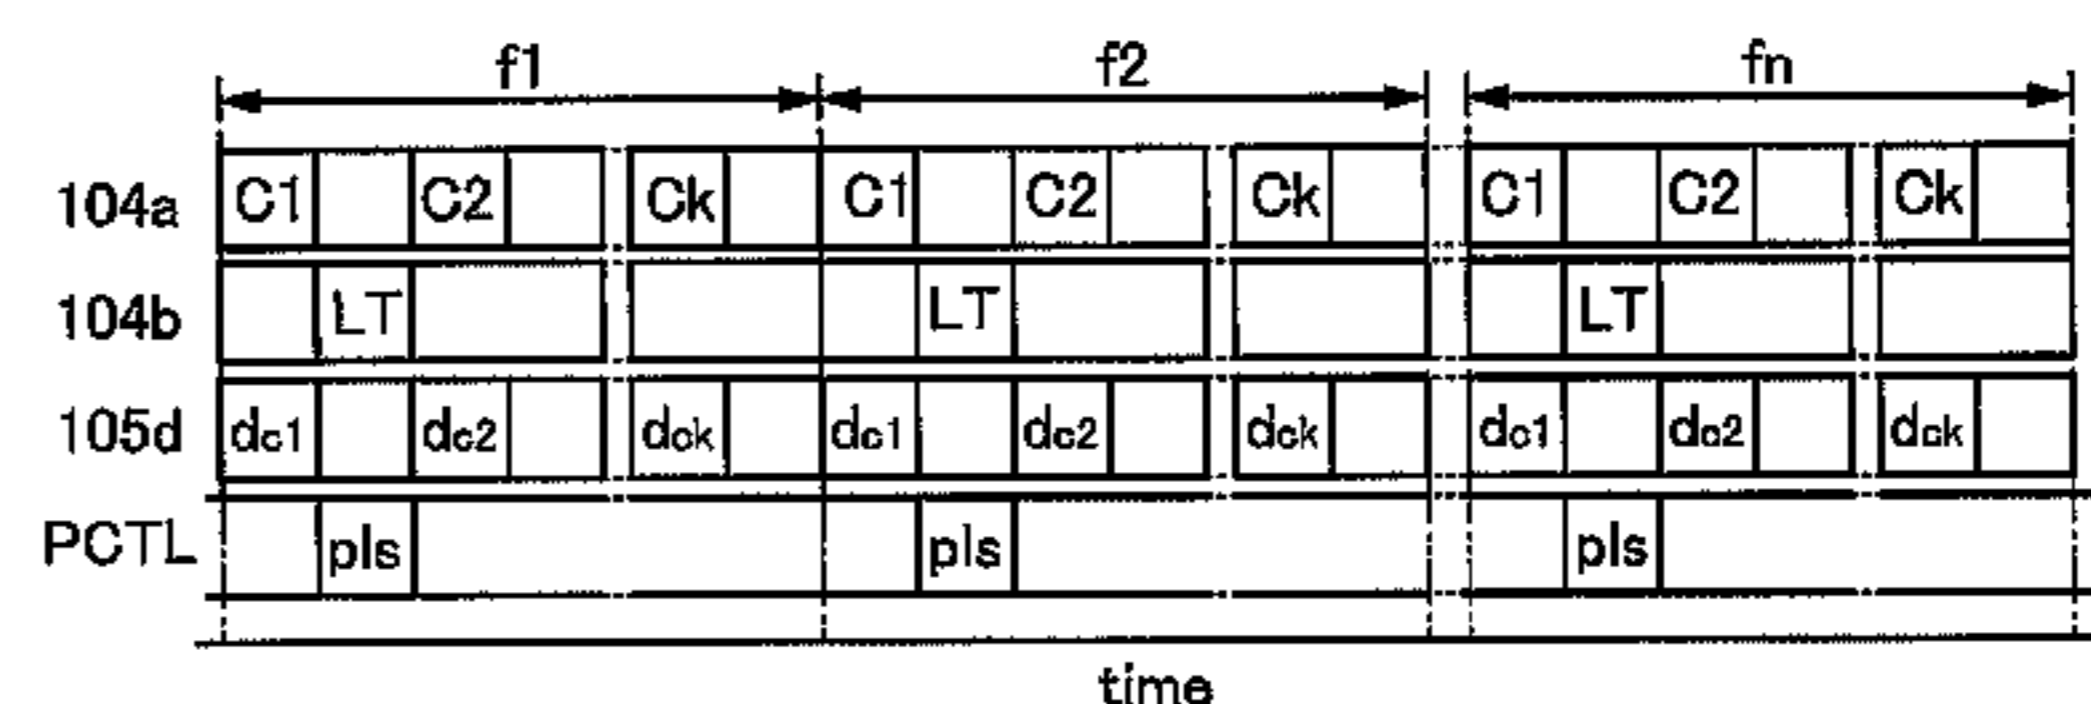 f1 f2 fn
104a C1 C2 Ck C1 C2 Ck C1 C2 Ck
104b LT LT LT
105d dc1 dc2 dck dc1 dc2 dck dc1 dc2 dck
PCTL pls pls pls
time